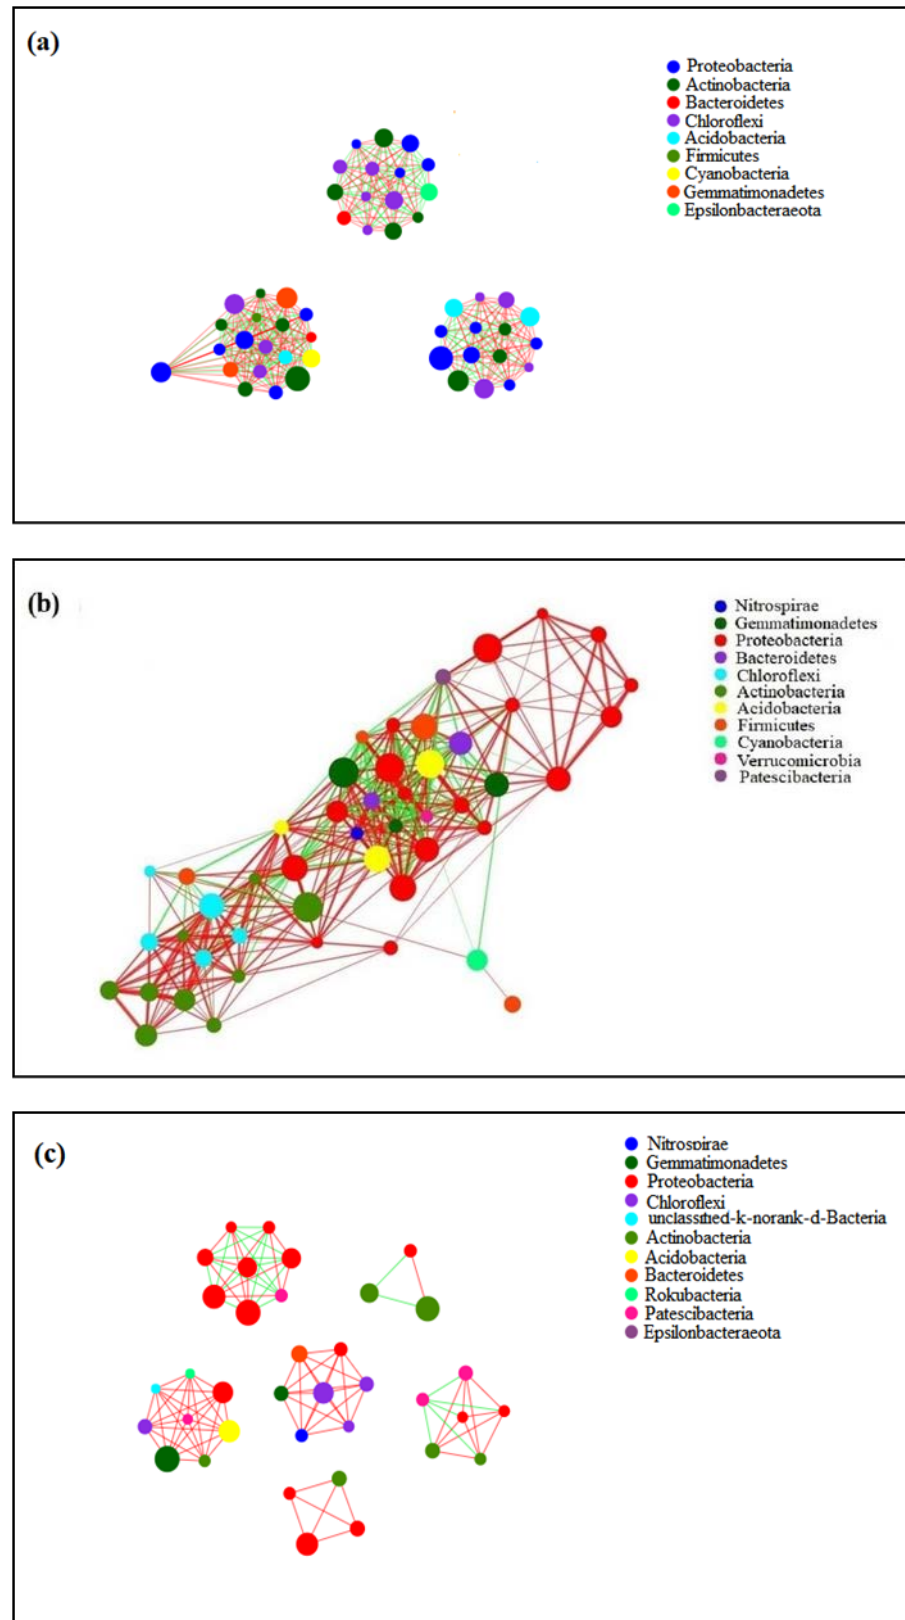 (a)
Proteobacteria
Actinobacteria
Bacteroidetes
Chloroflexi
Acidobacteria
Firmicutes
Cyanobacteria
Gemmatimonadetes
Epsilonbacteraeota
(b)
Nitrospirae
Gemmatimonadetes
Proteobacteria
Bacteroidetes
Chloroflexi
Actinobacteria
Acidobacteria
Firmicutes
Cyanobacteria
Verrucomicrobia
Patescibacteria
(c)
Nitrospirae
Gemmatimonadetes
Proteobacteria
Chloroflexi
unclassified-k-norank-d-Bacteria
Actinobacteria
Acidobacteria
Bacteroidetes
Rokubacteria
Patescibacteria
Epsilonbacteraeota